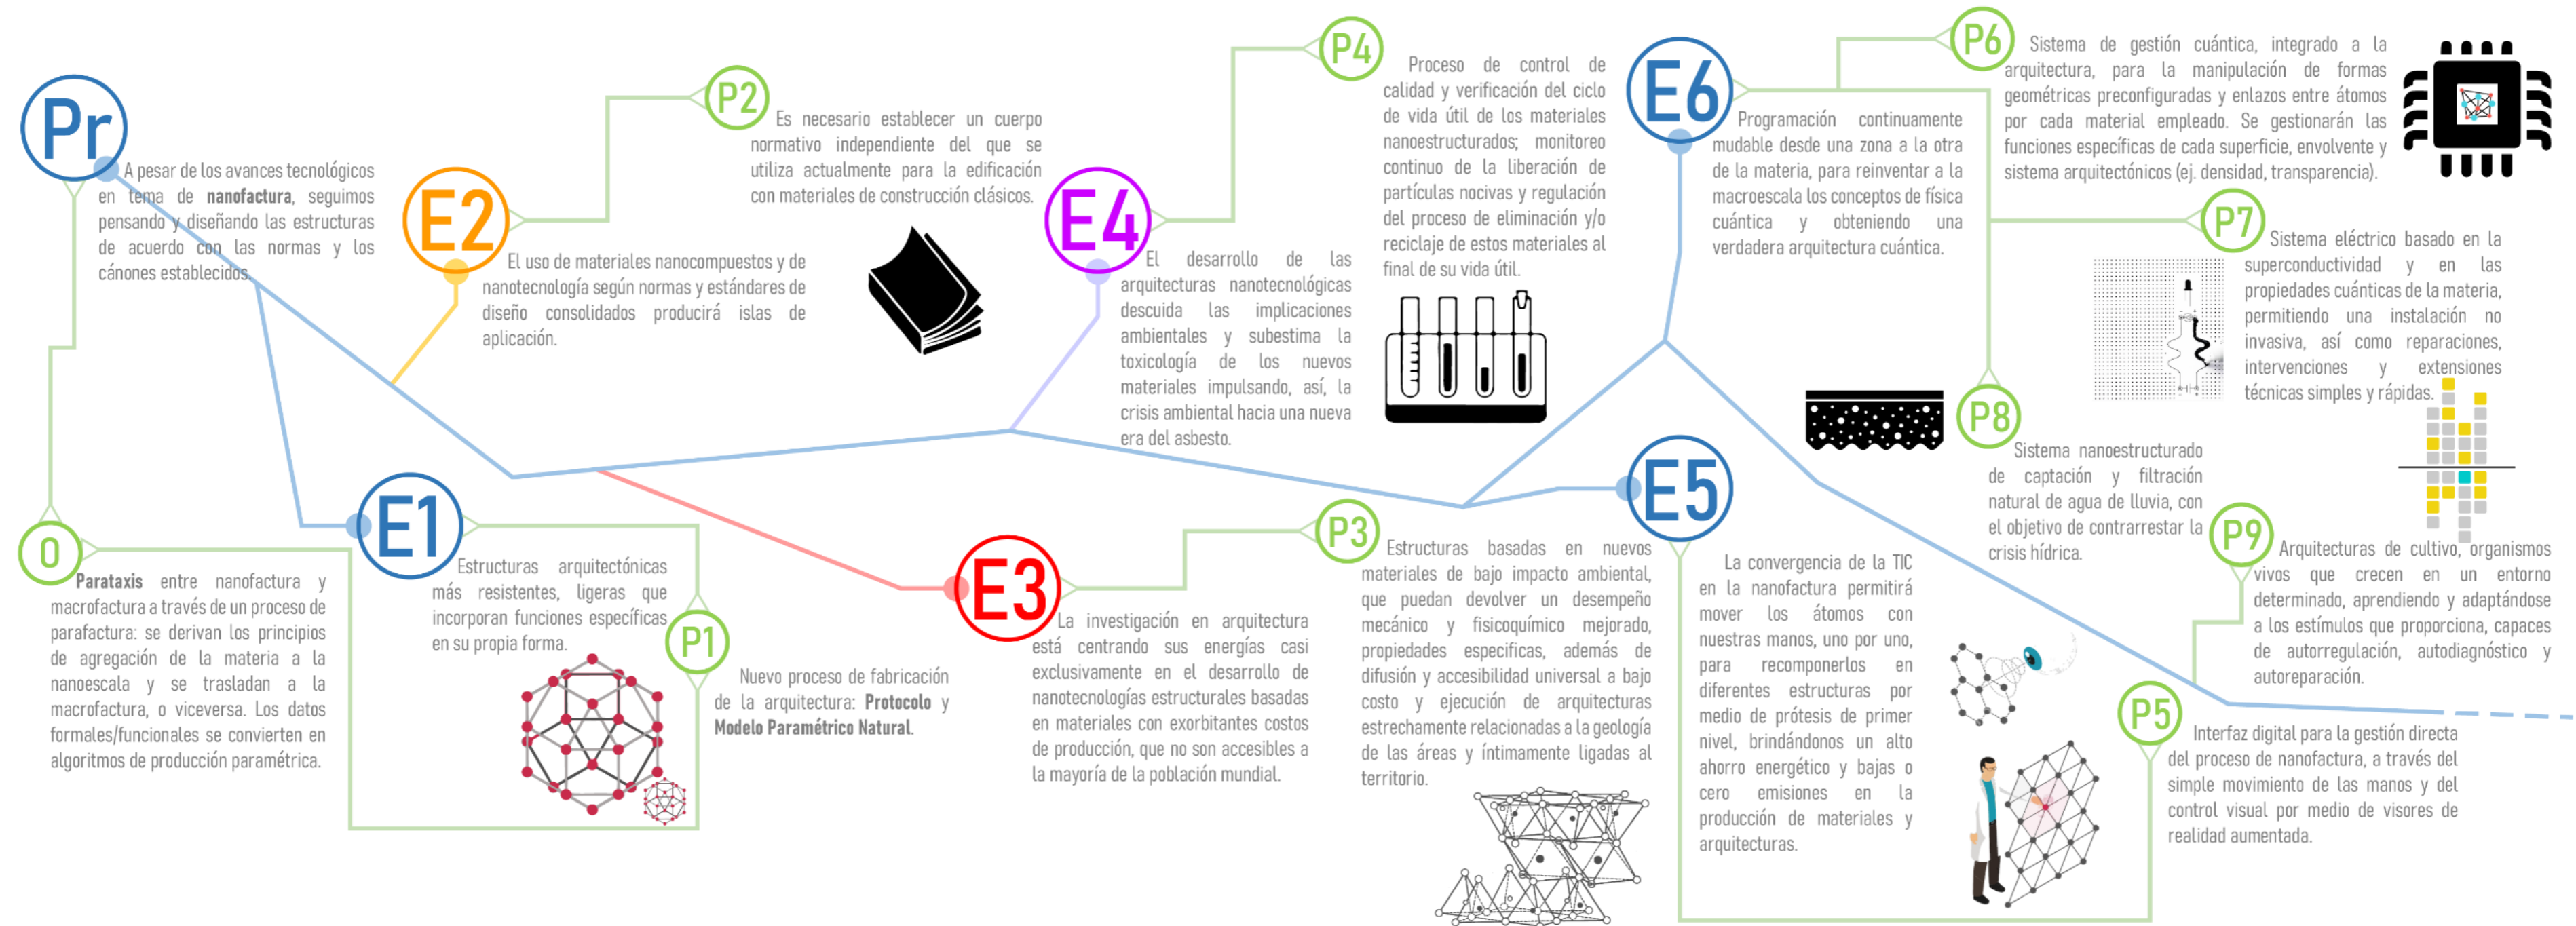 Pr
A pesar de los avances tecnológicos
en tema de nanofactura, seguimos
pensando y diseñando las estructuras
de acuerdo con las normas y los
cánones establecidos.
O
Parataxis entre nanofactura y
macrofactura a través de un proceso de
parafactura: se derivan los principios
de agregación de la materia a la
nanoescala y se trasladan a la
macrofactura, o viceversa. Los datos
formales/funcionales se convierten en
algoritmos de producción paramétrica.
E1
Estructuras arquitectónicas
más resistentes, ligeras que
incorporan funciones específicas
en su propia forma.
P1
Nuevo proceso de fabricación
de la arquitectura: Protocolo y
Modelo Paramétrico Natural.
E2
El uso de materiales nanocompuestos y de
nanotecnología según normas y estándares de
diseño consolidados producirá islas de
aplicación.
P2
Es necesario establecer un cuerpo
normativo independiente del que se
utiliza actualmente para la edificación
con materiales de construcción clásicos.
E3
La investigación en arquitectura
está centrando sus energías casi
exclusivamente en el desarrollo de
nanotecnologías estructurales basadas
en materiales con exorbitantes costos
de producción, que no son accesibles a
la mayoría de la población mundial.
P3
Estructuras basadas en nuevos
materiales de bajo impacto ambiental,
que puedan devolver un desempeño
mecánico y fisicoquímico mejorado,
propiedades especificas, además de
difusión y accesibilidad universal a bajo
costo y ejecución de arquitecturas
estrechamente relacionadas a la geología
de las áreas y íntimamente ligadas al
territorio.
E4
El desarrollo de las
arquitecturas nanotecnológicas
descuida las implicaciones
ambientales y subestima la
toxicología de los nuevos
materiales impulsando, así, la
crisis ambiental hacia una nueva
era del asbesto.
P4
Proceso de control de
calidad y verificación del ciclo
de vida útil de los materiales
nanoestructurados; monitoreo
continuo de la liberación de
partículas nocivas y regulación
del proceso de eliminación y/o
reciclaje de estos materiales al
final de su vida útil.
E5
La convergencia de la TIC
en la nanofactura permitirá
mover los átomos con
nuestras manos, uno por uno,
para recomponerlos en
diferentes estructuras por
medio de prótesis de primer
nivel, brindándonos un alto
ahorro energético y bajas o
cero emisiones en la
producción de materiales y
arquitecturas.
P5
Interfaz digital para la gestión directa
del proceso de nanofactura, a través del
simple movimiento de las manos y del
control visual por medio de visores de
realidad aumentada.
E6
Programación continuamente
mudable desde una zona a la otra
de la materia, para reinventar a la
macroescala los conceptos de física
cuántica y obteniendo una
verdadera arquitectura cuántica.
P6
Sistema de gestión cuántica, integrado a la
arquitectura, para la manipulación de formas
geométricas preconfiguradas y enlazos entre átomos
por cada material empleado. Se gestionarán las
funciones específicas de cada superficie, envolvente y
sistema arquitectónicos (ej. densidad, transparencia).
P7
Sistema eléctrico basado en la
superconductividad y en las
propiedades cuánticas de la materia,
permitiendo una instalación no
invasiva, así como reparaciones,
intervenciones y extensiones
técnicas simples y rápidas.
P8
Sistema nanoestructurado
de captación y filtración
natural de agua de lluvia, con
el objetivo de contrarrestar la
crisis hídrica.
P9
Arquitecturas de cultivo, organismos
vivos que crecen en un entorno
determinado, aprendiendo y adaptándose
a los estímulos que proporciona, capaces
de autorregulación, autodiagnóstico y
autoreparación.